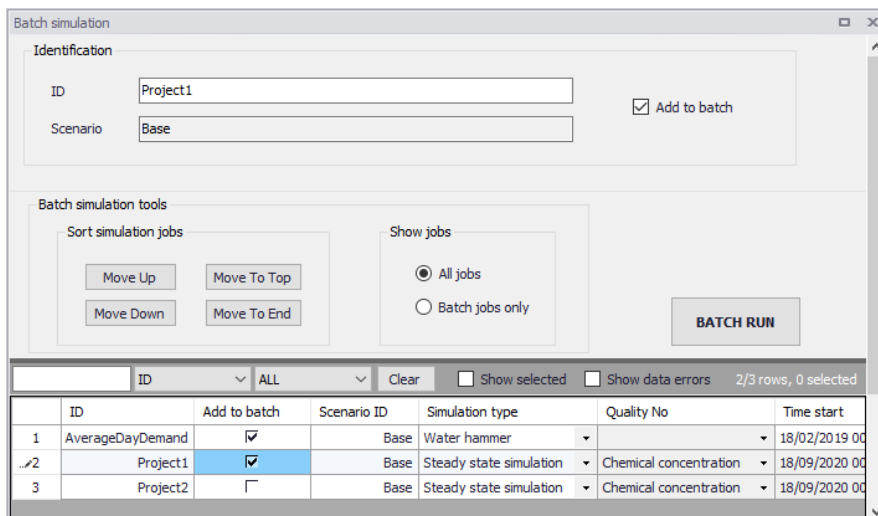 Batch simulation
Identification
ID Project1
Add to batch
Scenario Base
Batch simulation tools
Sort simulation jobs Show jobs
Move Up Move To Top All jobs
Move Down Move To End Batch jobs only
BATCH RUN
ID ALL Clear Show selected Show data errors 2/3 rows, 0 selected
ID Add to batch Scenario ID Simulation type Quality No Time start
1 AverageDayDemand Base Water hammer 18/02/2019 00
2 Project1 Base Steady state simulation Chemical concentration 18/09/2020 00
3 Project2 Base Steady state simulation Chemical concentration 18/09/2020 00